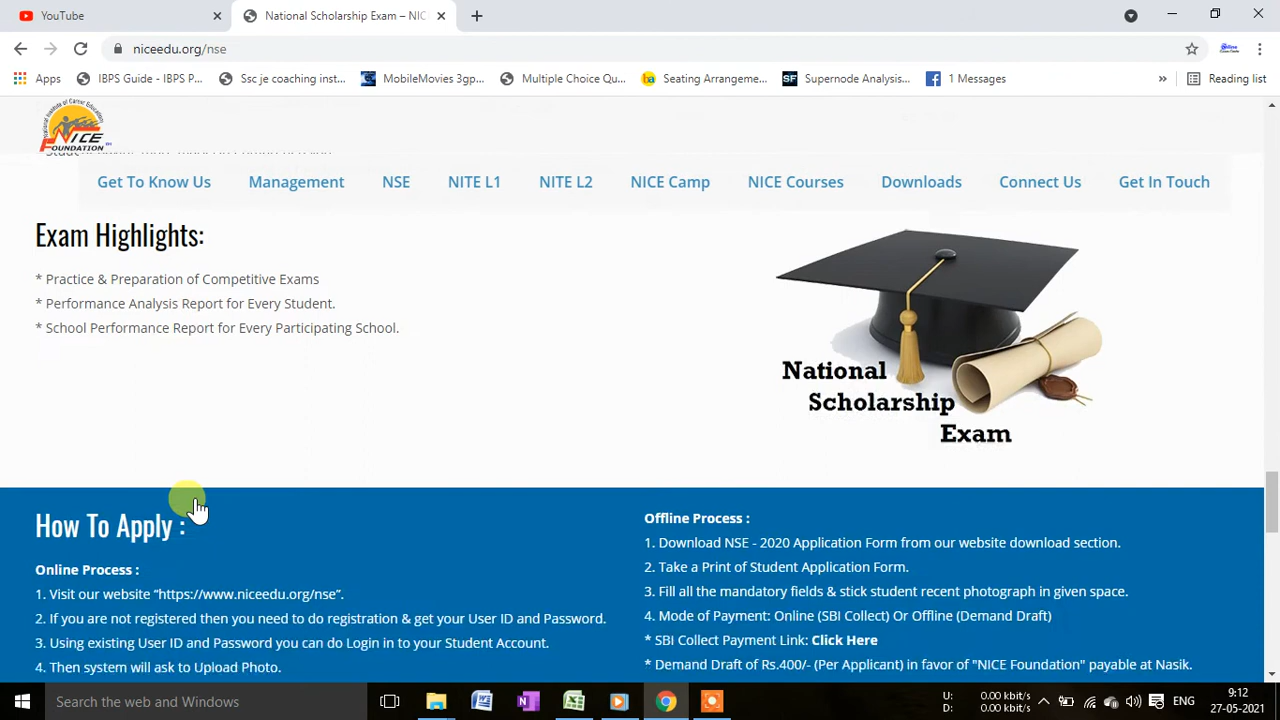 YouTube
National Scholarship Exam – NIC
niceedu.org/nse
Apps
IBPS Guide - IBPS P...
Ssc je coaching inst...
MobileMovies 3gp...
Multiple Choice Qu...
Seating Arrangeme...
Supernode Analysis...
1 Messages
»
Reading list
NICE
FOUNDATION
Get To Know Us
Management
NSE
NITE L1
NITE L2
NICE Camp
NICE Courses
Downloads
Connect Us
Get In Touch
Exam Highlights:
* Practice & Preparation of Competitive Exams
* Performance Analysis Report for Every Student.
* School Performance Report for Every Participating School.
National
Scholarship
Exam
How To Apply :
Online Process :
1. Visit our website “https://www.niceedu.org/nse”.
2. If you are not registered then you need to do registration & get your User ID and Password.
3. Using existing User ID and Password you can do Login in to your Student Account.
4. Then system will ask to Upload Photo.
Offline Process :
1. Download NSE - 2020 Application Form from our website download section.
2. Take a Print of Student Application Form.
3. Fill all the mandatory fields & stick student recent photograph in given space.
4. Mode of Payment: Online (SBI Collect) Or Offline (Demand Draft)
* SBI Collect Payment Link: Click Here
* Demand Draft of Rs.400/- (Per Applicant) in favor of "NICE Foundation" payable at Nasik.
Search the web and Windows
U: 0.00 kbit/s
D: 0.00 kbit/s
ENG
9:12
27-05-2021